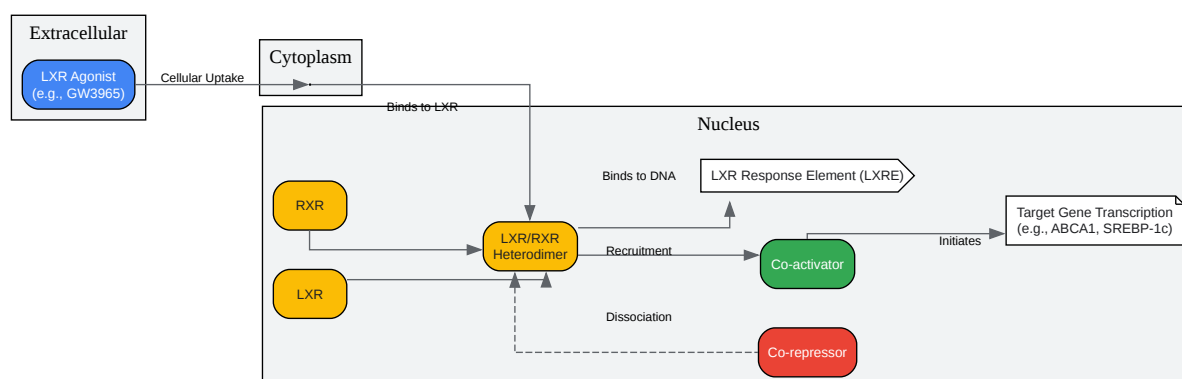 Extracellular
LXR Agonist
(e.g., GW3965)
Cellular Uptake
Cytoplasm
Binds to LXR
Nucleus
Binds to DNA
LXR Response Element (LXRE)
RXR
LXR/RXR
Heterodimer
LXR
Recruitment
Co-activator
Initiates
Target Gene Transcription
(e.g., ABCA1, SREBP-1c)
Dissociation
Co-repressor